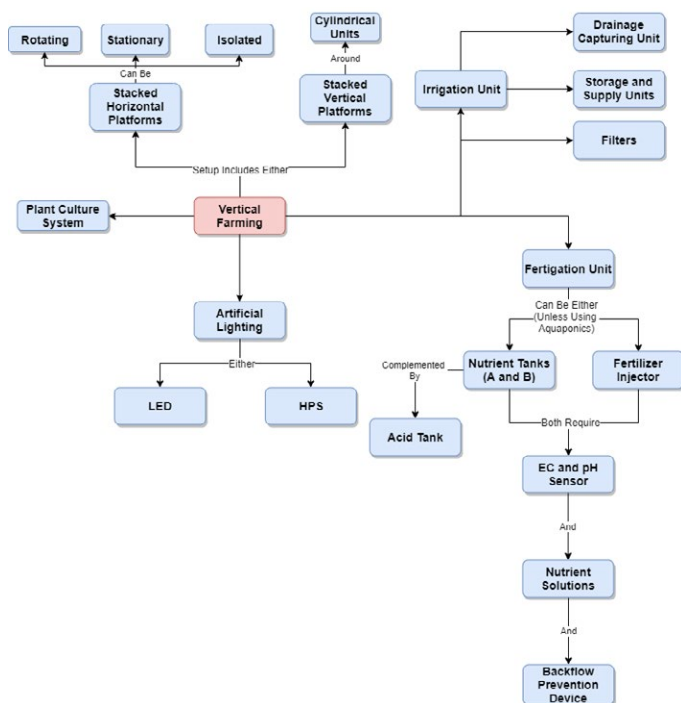 Rotating
Stationary
Isolated
Cylindrical
Units
Can Be
Around
Stacked
Horizontal
Platforms
Stacked
Vertical
Platforms
Setup Includes Either
Irrigation Unit
Drainage
Capturing Unit
Storage and
Supply Units
Filters
Plant Culture
System
Vertical
Farming
Fertigation Unit
Can Be Either
(Unless Using
Aquaponics)
Artificial
Lighting
Either
LED
HPS
Complemented
By
Nutrient Tanks
(A and B)
Fertilizer
Injector
Acid Tank
Both Require
EC and pH
Sensor
And
Nutrient
Solutions
And
Backflow
Prevention
Device